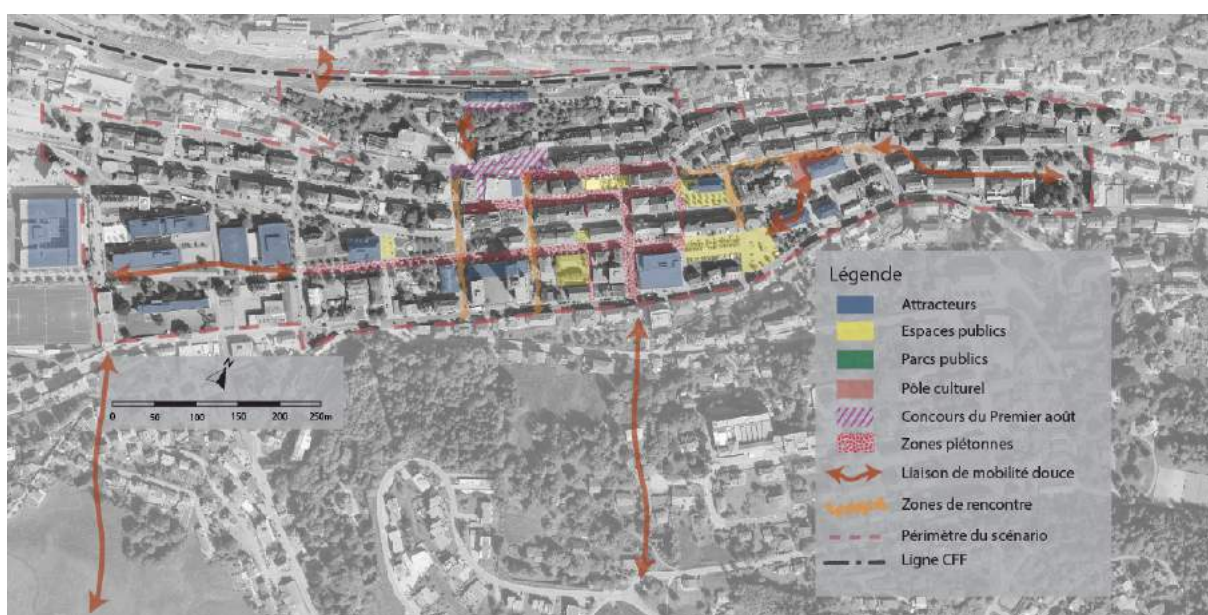 Légende
Attracteurs
Espaces publics
Parcs publics
Pôle culturel
Concours du Premier août
Zones piétonnes
Liaison de mobilité douce
Zones de rencontre
Périmètre du scénario
Ligne CFF
N
0 50 100 150 200 250m